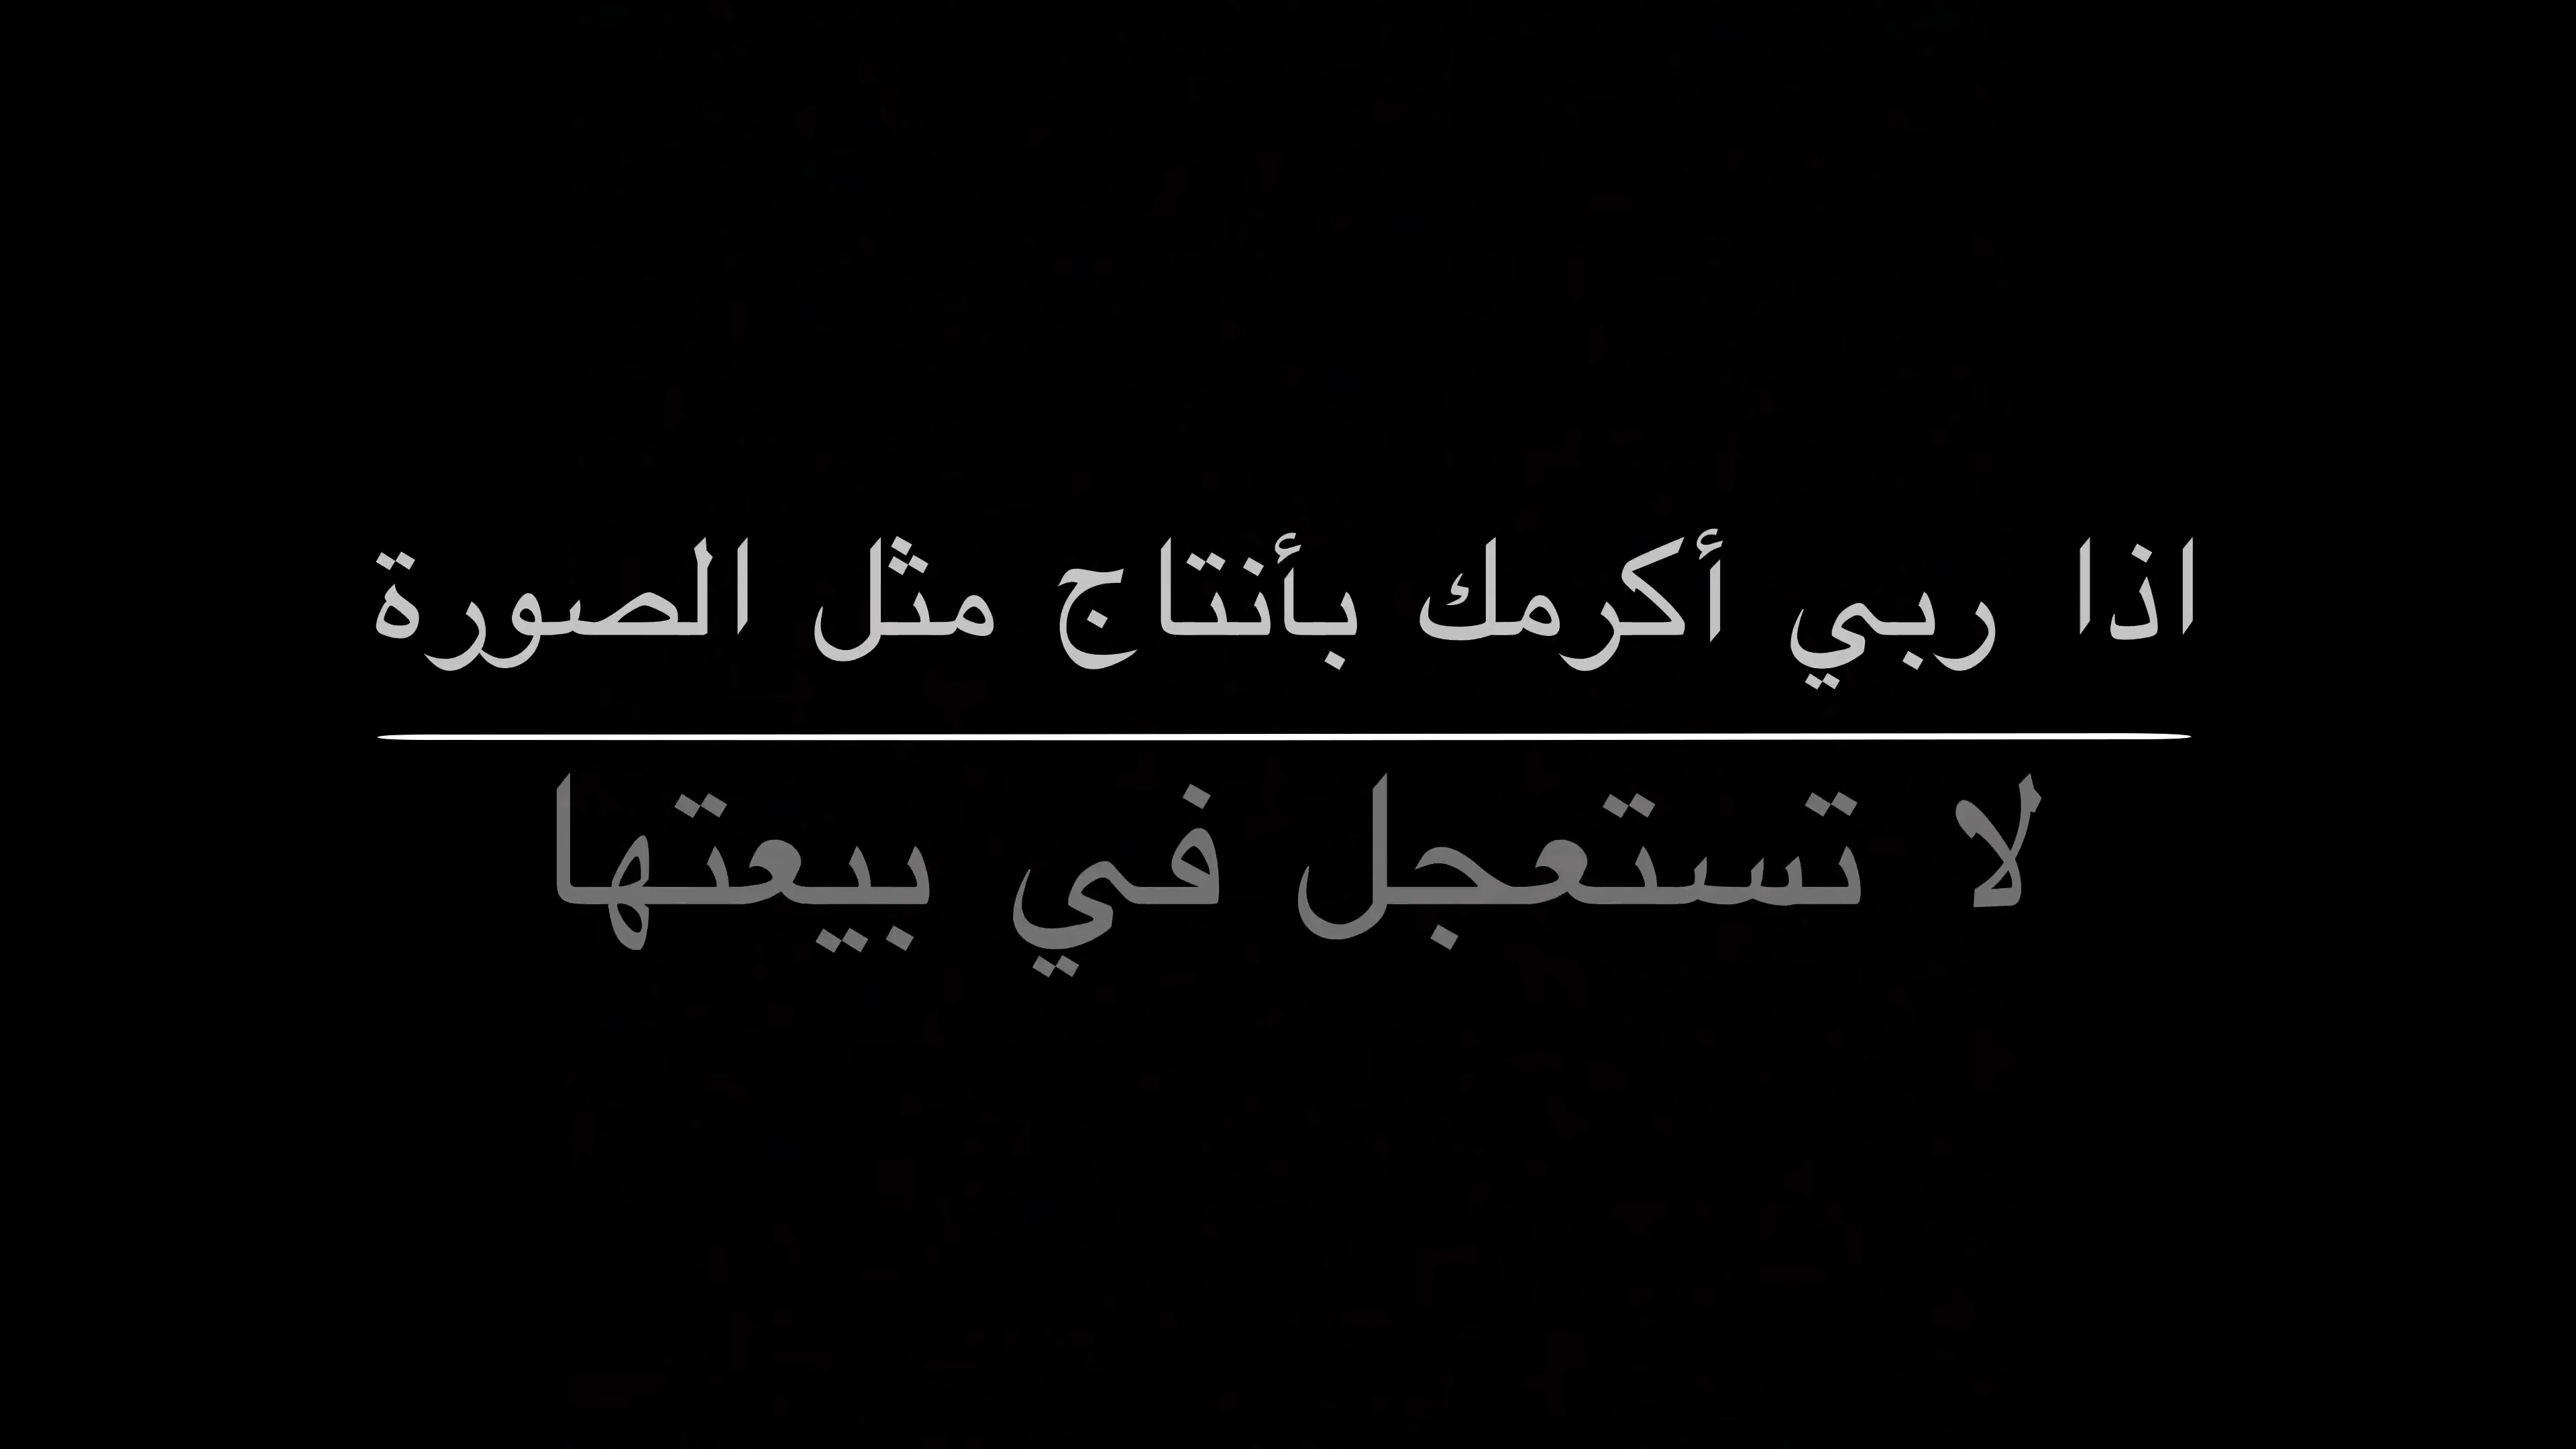 اذا ربي أكرمك بأنتاج مثل الصورة
لا تستعجل في بيعتها